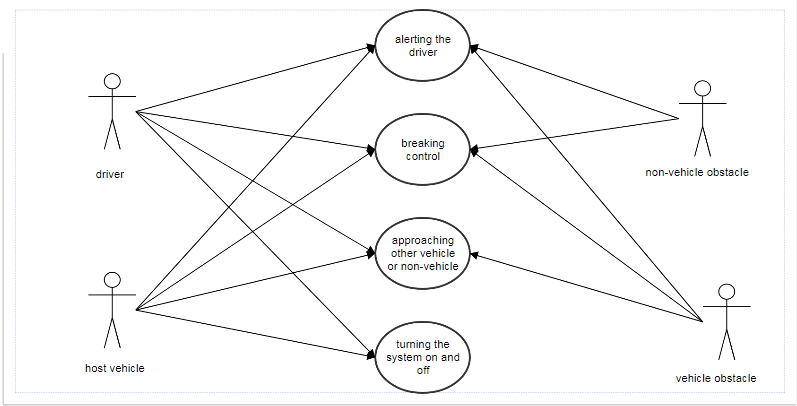 alerting the
driver
driver
breaking
control
non-vehicle obstacle
approaching
other vehicle
or non-vehicle
host vehicle
turning the
system on and
off
vehicle obstacle